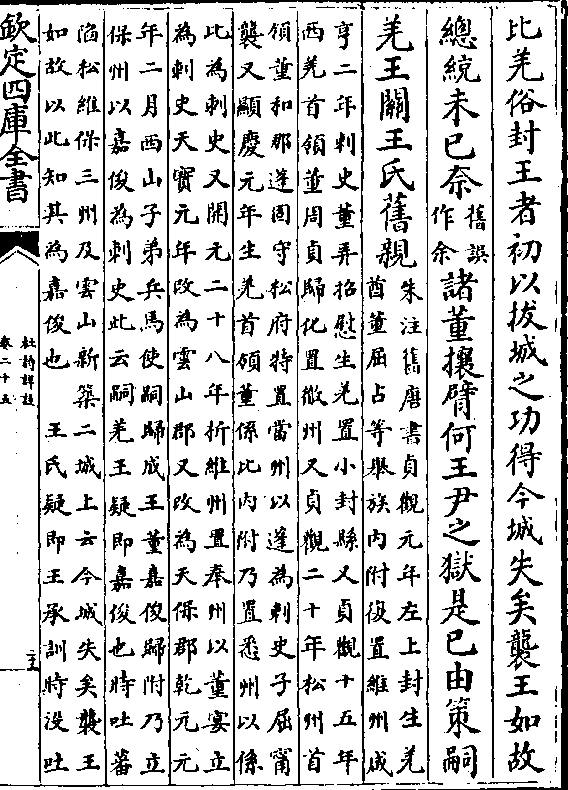 比羌俗封王者初以拔城之功得今城失矣襲王如故
總統未已奈舊誤作余諸董攘臂何王尹之獄是已由策嗣
羌王關王氏舊親朱注舊唐書貞觀元年左上封生羌
酋董屈占等舉族内附復置維州咸
亨二年刺史董弄招慰生羌置小封縣又貞觀十五年
西羌首領董周貞歸化置徹州又貞觀二十年松州首
領董和那蓬固守松府特置當州以蓬為刺史子屈甯
襲又顯慶元年生羌首領董係比内附乃置悉州以係
比為刺史又開元二十八年折維州置奉州以董宴立
為刺史天寶元年改為雲山郡又改為天保郡乾元元
年二月西山子弟兵馬使嗣歸成王董嘉俊歸附乃立
保州以嘉俊為刺史此云嗣羌王疑即嘉俊也時吐蕃
陷松維保三州及雲山新築二城上云今城失矣襲王
如故以此知其為嘉俊也 王氏疑即王承訓時没吐
欽定四庫全書
杜詩詳註
卷二十五